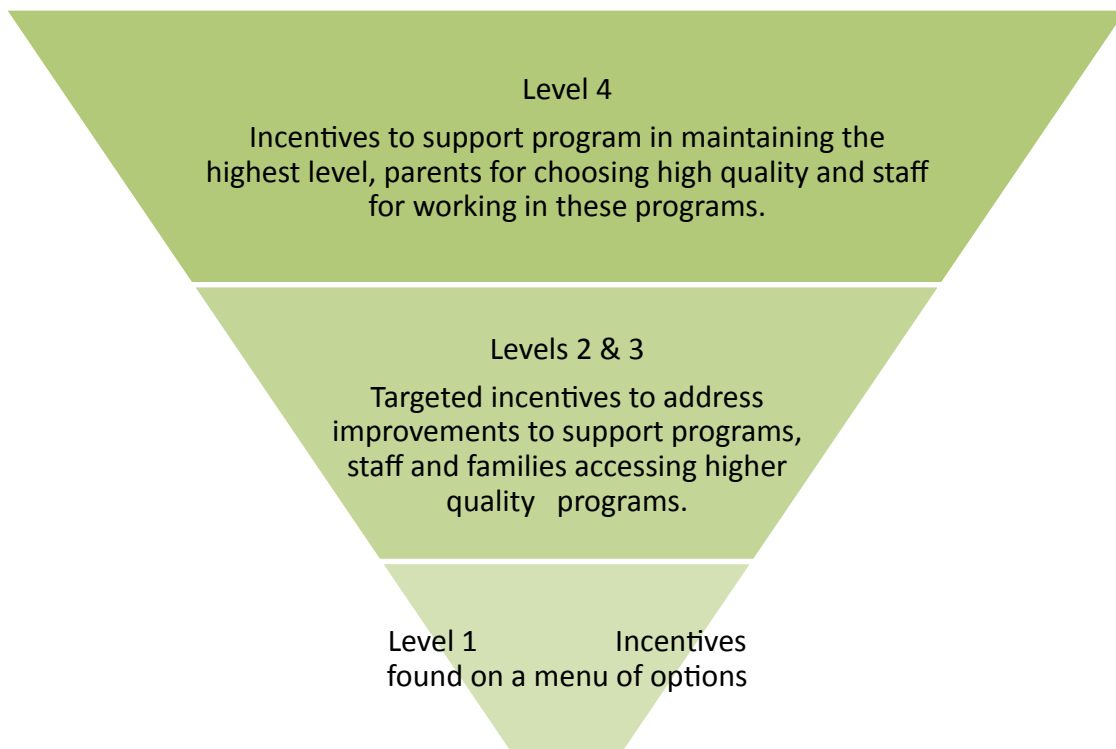 Level 4
Incentives to support program in maintaining the
highest level, parents for choosing high quality and staff
for working in these programs.
Levels 2 & 3
Targeted incentives to address
improvements to support programs,
staff and families accessing higher
quality programs.
Level 1 Incentives
found on a menu of options